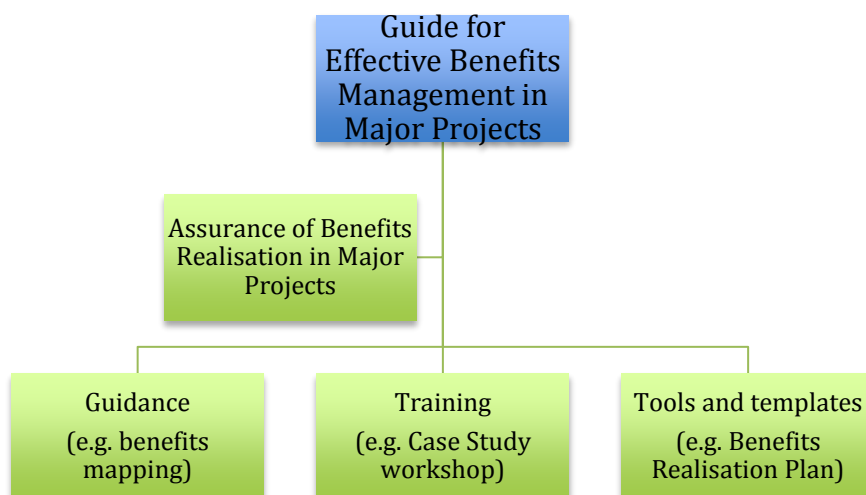 Guide for
Effective Benefits
Management in
Major Projects
Assurance of Benefits
Realisation in Major
Projects
Guidance
(e.g. benefits
mapping)
Training
(e.g. Case Study
workshop)
Tools and templates
(e.g. Benefits
Realisation Plan)